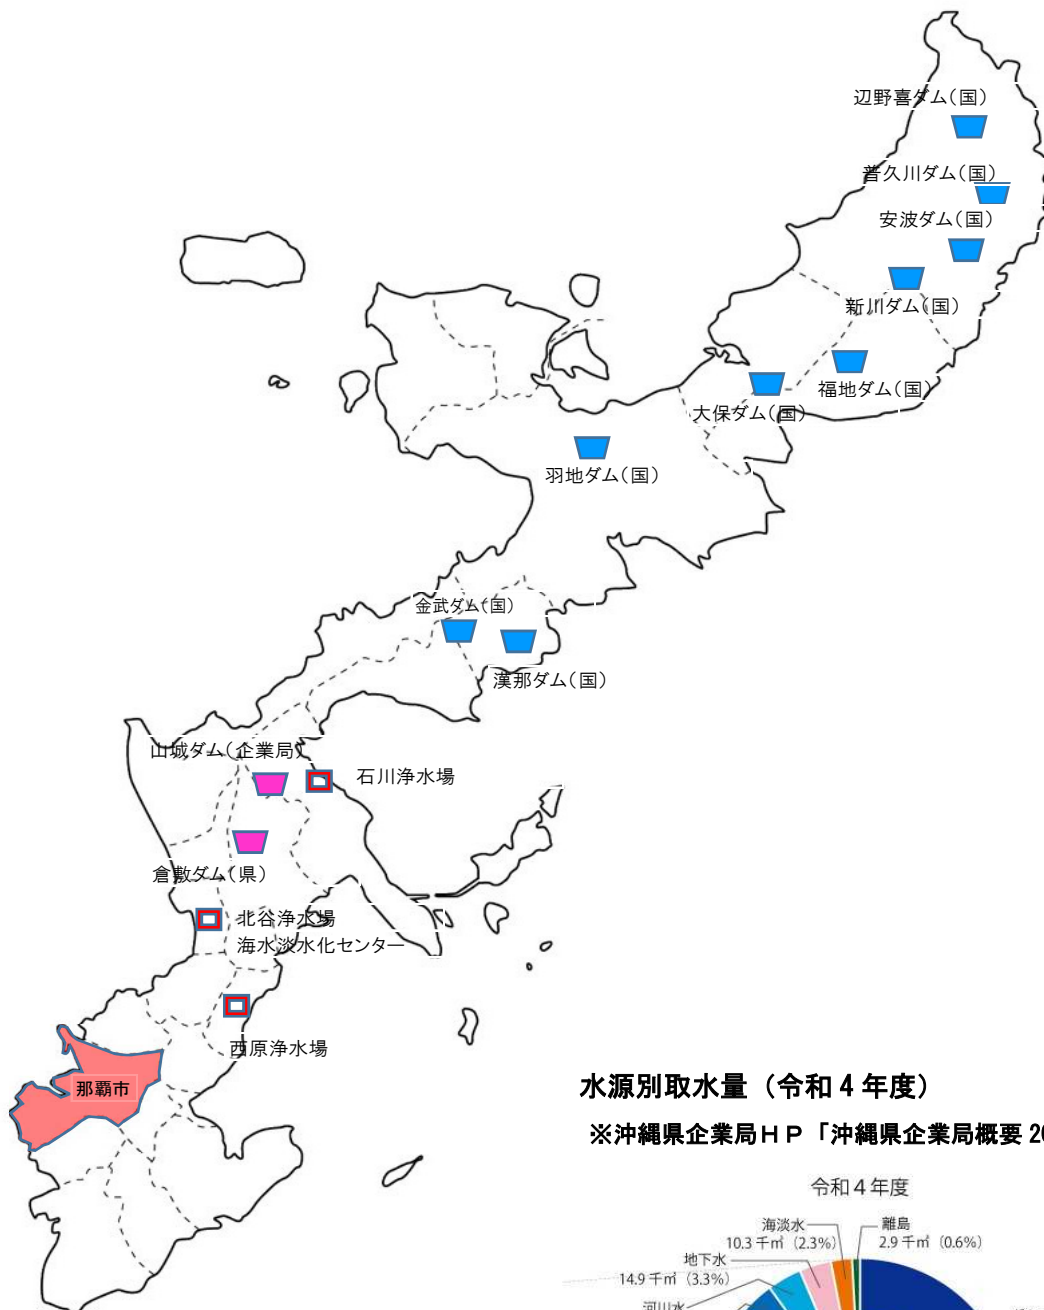 辺野喜ダム（国）
普久川ダム（国）
安波ダム（国）
新川ダム（国）
福地ダム（国）
大保ダム（国）
羽地ダム（国）
金武ダム（国）
漢那ダム（国）
山城ダム（企業局）
石川浄水場
倉敷ダム（県）
北谷浄水場
海水淡水化センター
西原浄水場
那覇市
水源別取水量（令和４年度）
※沖縄県企業局ＨＰ「沖縄県企業局概要 20
令和４年度
海淡水
10.3 千㎥（2.3%）
離島
2.9 千㎥（0.6%）
地下水
14.9 千㎥（3.3%）
河川水